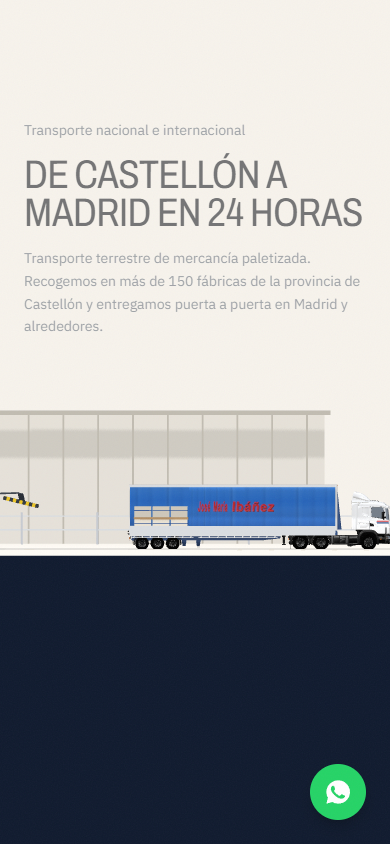 Transporte nacional e internacional
DE CASTELLÓN A
MADRID EN 24 HORAS
Transporte terrestre de mercancía paletizada.
Recogemos en más de 150 fábricas de la provincia de
Castellón y entregamos puerta a puerta en Madrid y
alrededores.
Ibáñez